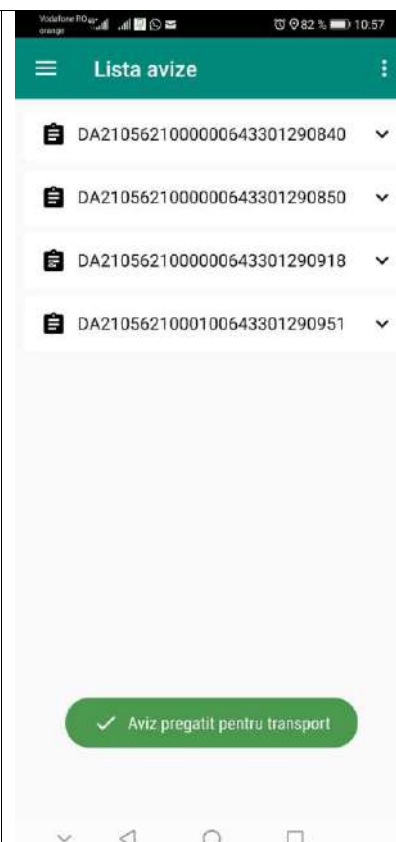 Vodafone RO
orange
82 % 10:57
Lista avize
DA2105621000000643301290840
DA2105621000000643301290850
DA2105621000000643301290918
DA2105621000100643301290951
Aviz pregatit pentru transport